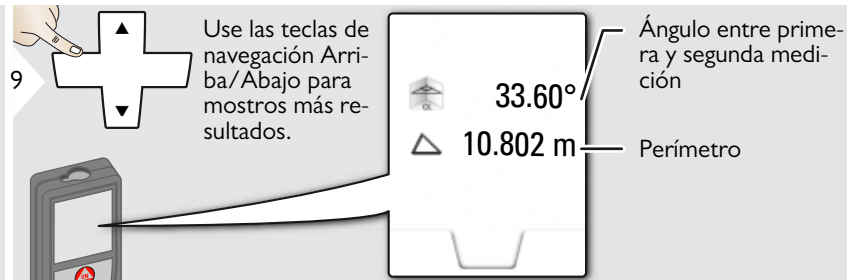 9
Use las teclas de
navegación Arri-
ba/Abajo para
mostros más re-
sultados.
α
33.60°
10.802 m
Ángulo entre prime-
ra y segunda medi-
ción
Perímetro
ON